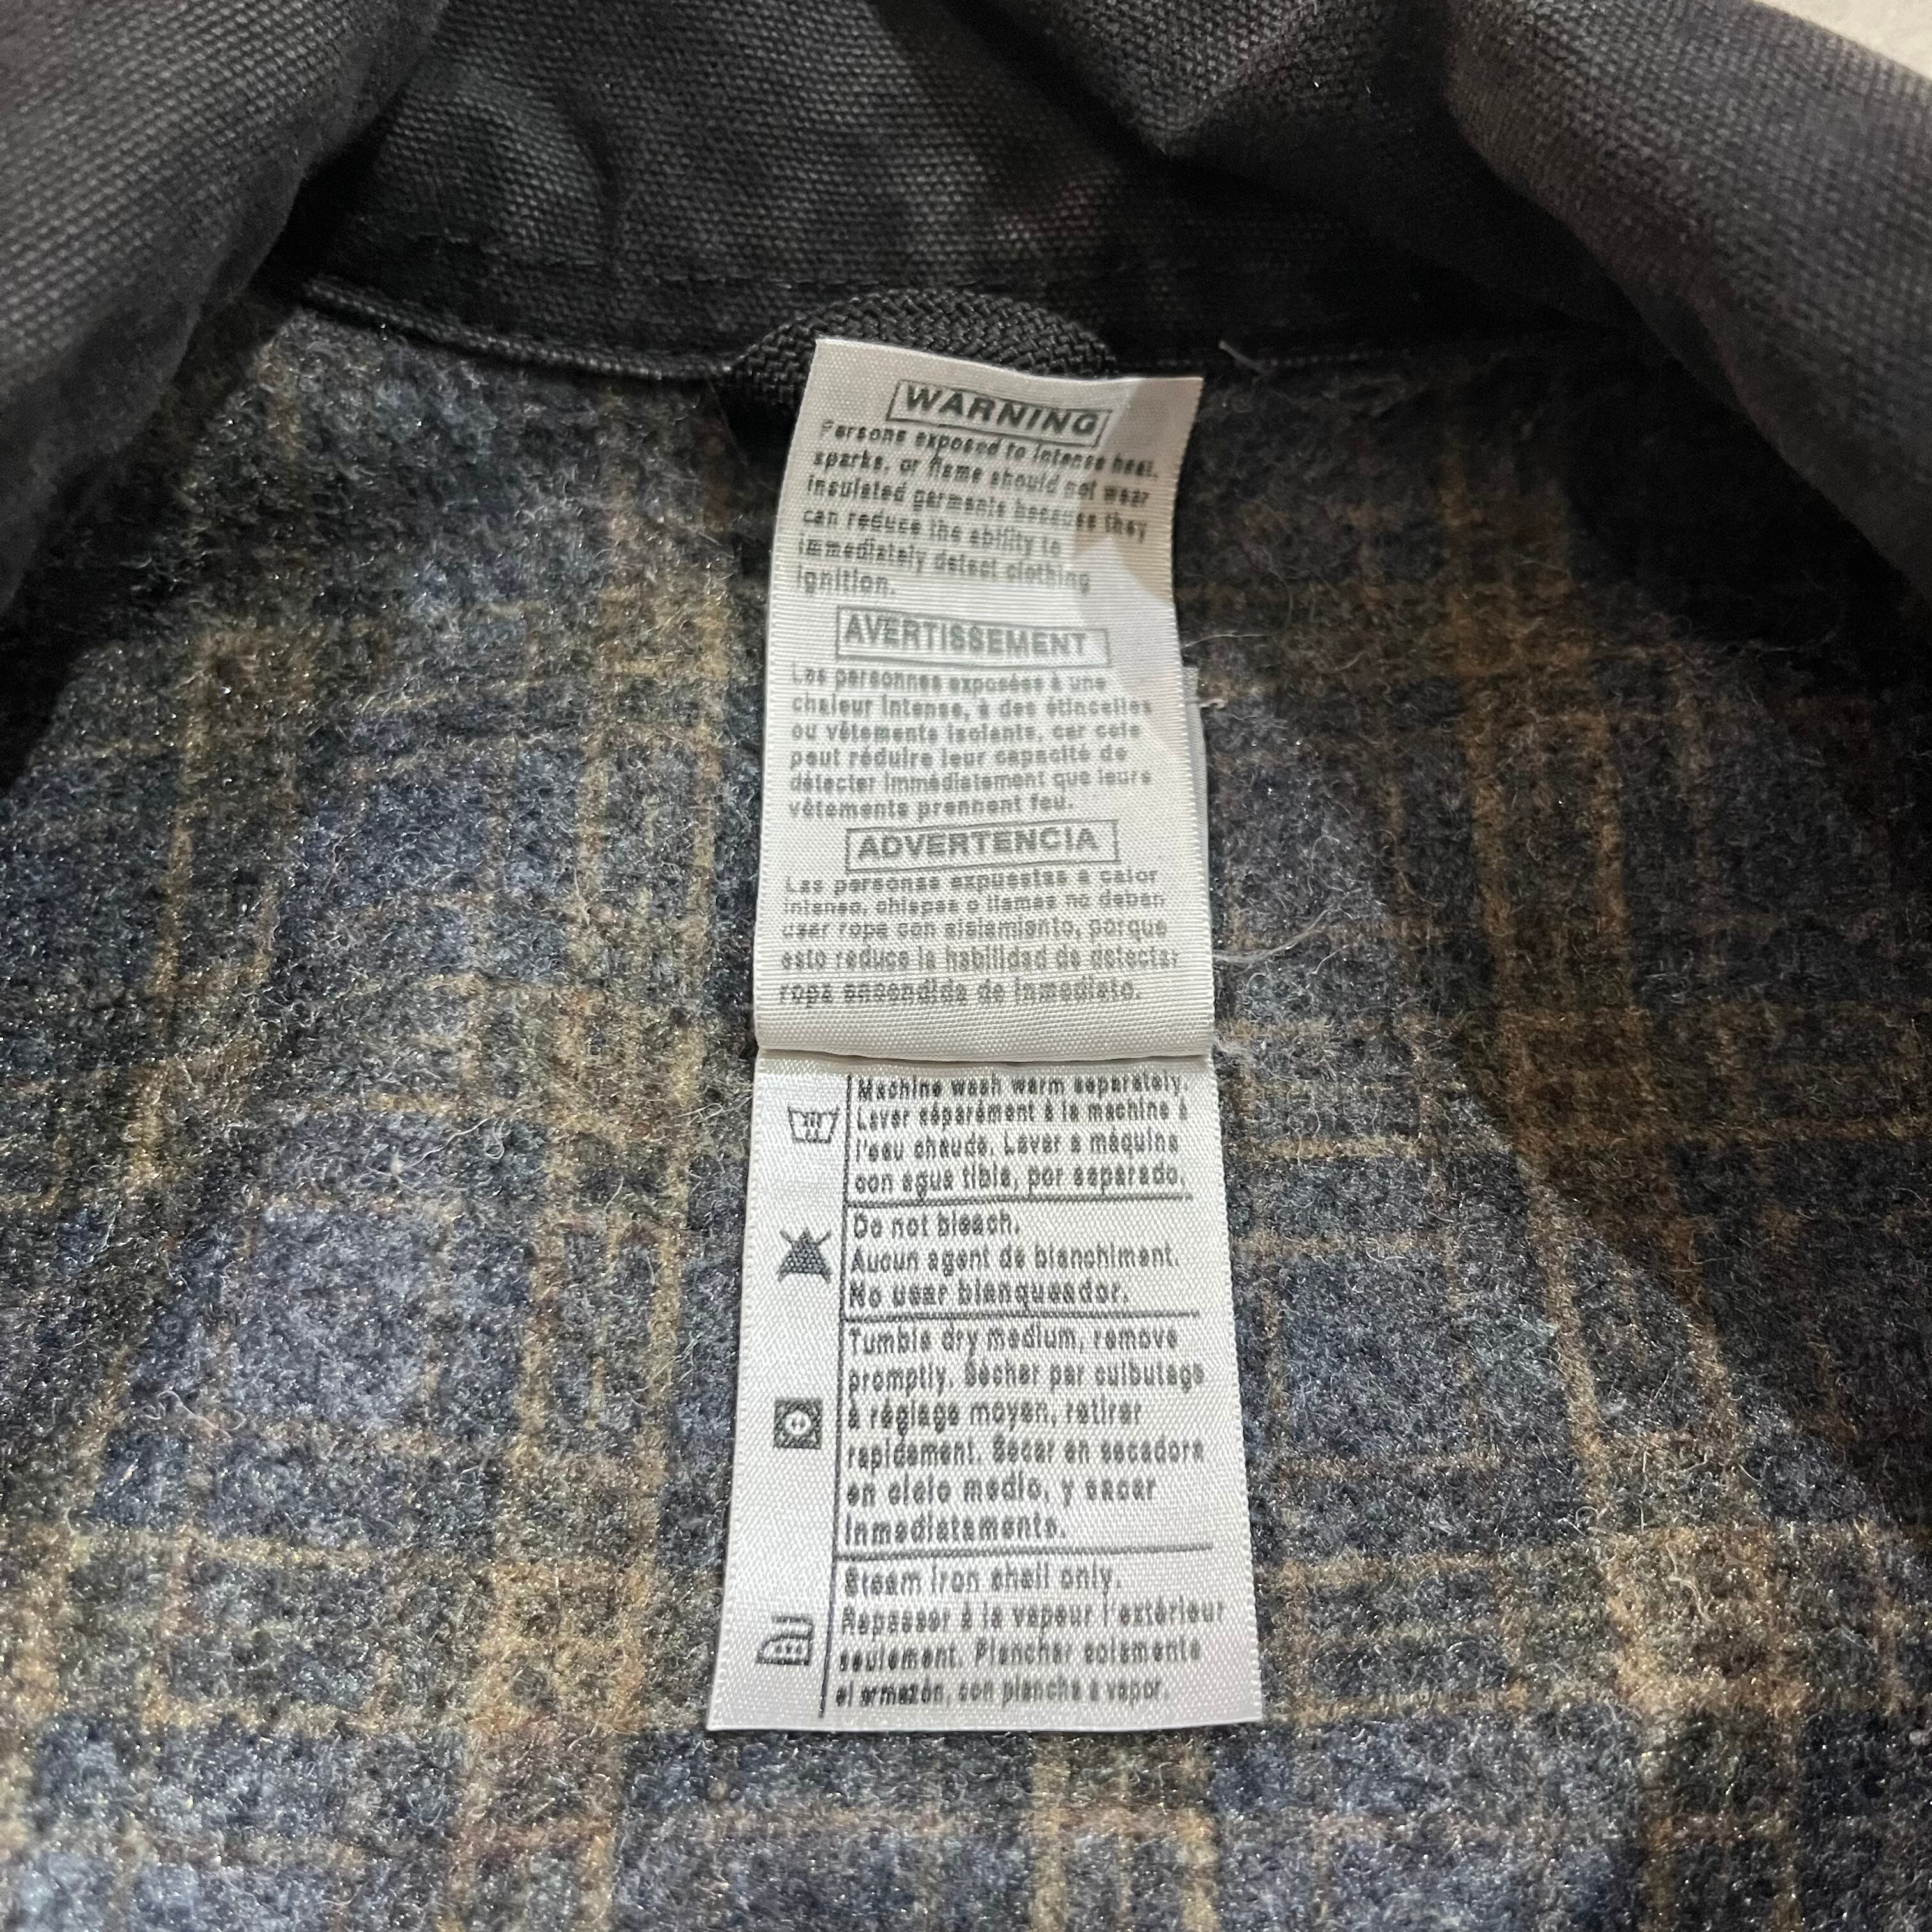 WARNING
Persons exposed to intense heat,
sparks, or flame should not wear
insulated garments because they
can reduce the ability to
immediately detect clothing
ignition.
AVERTISSEMENT
Les personnes exposées à une
chaleur intense, à des étincelles
ou vêtements isolants, car cela
peut réduire leur capacité de
détecter immédiatement que leurs
vêtements prennent feu.
ADVERTENCIA
Las personas expuestas a calor
intenso, chispas o llamas no deban
usar ropa con aislamiento, porque
esto reduce la habilidad de detectar
ropa encendida de inmediato.
Machine wash warm separately.
Laver séparément à la machine à
l'eau chaude. Lavar a máquina
con agua tibia, por separado.
Do not bleach.
Aucun agent de blanchiment.
No usar blanqueador.
Tumble dry medium, remove
promptly. Sécher par culbutage
à réglage moyen, retirer
rapidement. Secar en secadora
en ciclo medio, y sacar
inmediatamente.
Steam iron shell only.
Repasser à la vapeur l'extérieur
seulement. Planchar solamente
el armazón, con plancha a vapor.